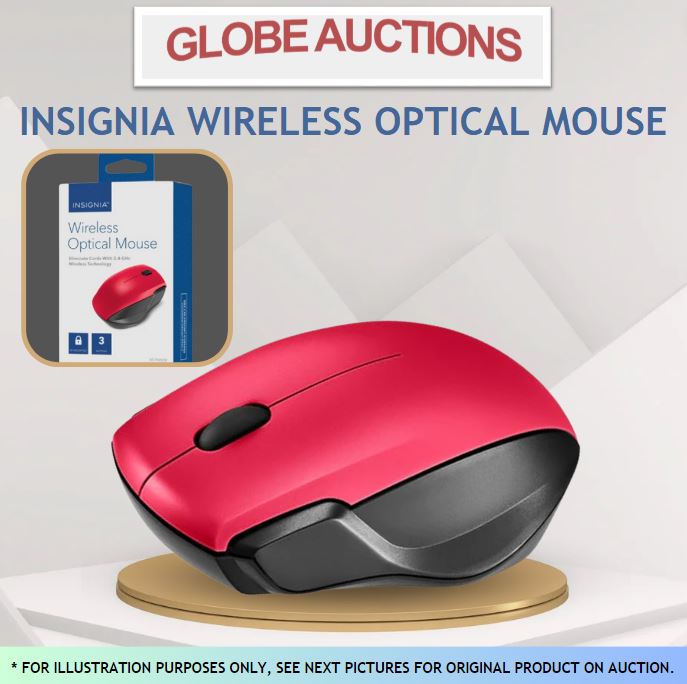 GLOBE AUCTIONS
INSIGNIA WIRELESS OPTICAL MOUSE
INSIGNIA™
Wireless
Optical Mouse
Eliminate Cords With 2.4 GHz
Wireless Technology
3
* FOR ILLUSTRATION PURPOSES ONLY, SEE NEXT PICTURES FOR ORIGINAL PRODUCT ON AUCTION.